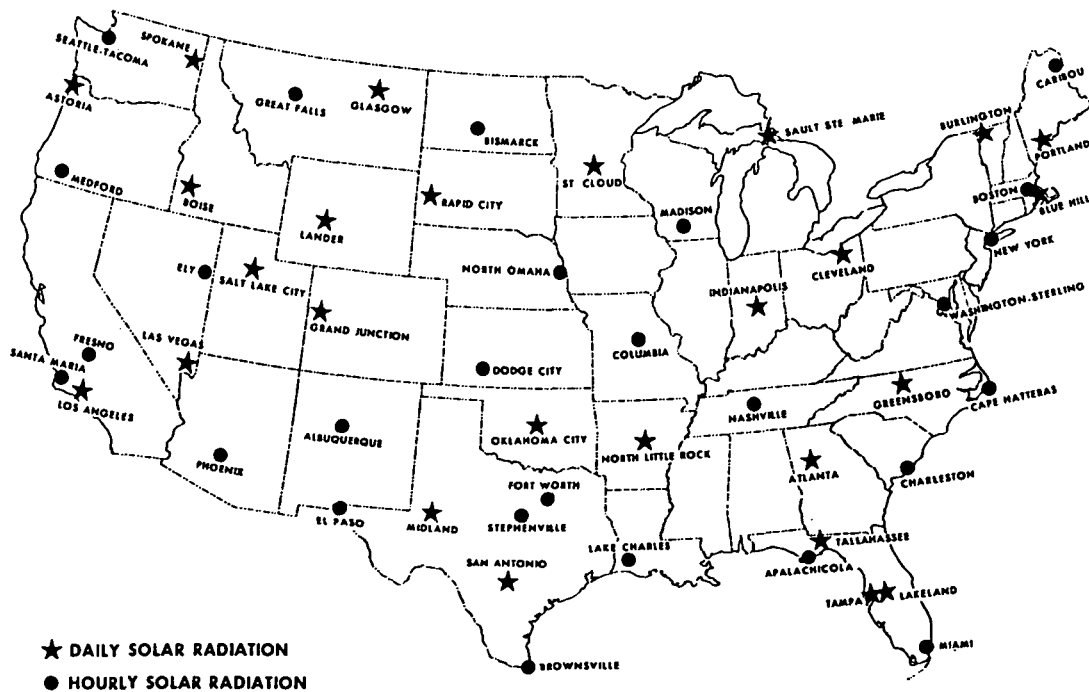 SEATTLE-TACOMA
SPOKANE
ASTORIA
GREAT FALLS
GLASGOW
BISMARCK
SAULT STE MARIE
BURLINGTON
CARIBOU
PORTLAND
MEDFORD
BOISE
LANDER
RAPID CITY
ST CLOUD
MADISON
BOSTON
BLUE HILL
NEW YORK
ELY
SALT LAKE CITY
NORTH OMAHA
CLEVELAND
INDIANAPOLIS
WASHINGTON-STERLING
GRAND JUNCTION
FRESNO
LAS VEGAS
SANTA MARIA
LOS ANGELES
DODGE CITY
COLUMBIA
NASHVILLE
GREENSBORO
CAPE HATTERAS
PHOENIX
ALBUQUERQUE
OKLAHOMA CITY
NORTH LITTLE ROCK
ATLANTA
CHARLESTON
EL PASO
MIDLAND
FORT WORTH
STEPHENVILLE
SAN ANTONIO
LAKE CHARLES
TALLAHASSEE
APALACHICOLA
TAMPA
LAKELAND
MIAMI
BROWNSVILLE
DAILY SOLAR RADIATION
HOURLY SOLAR RADIATION